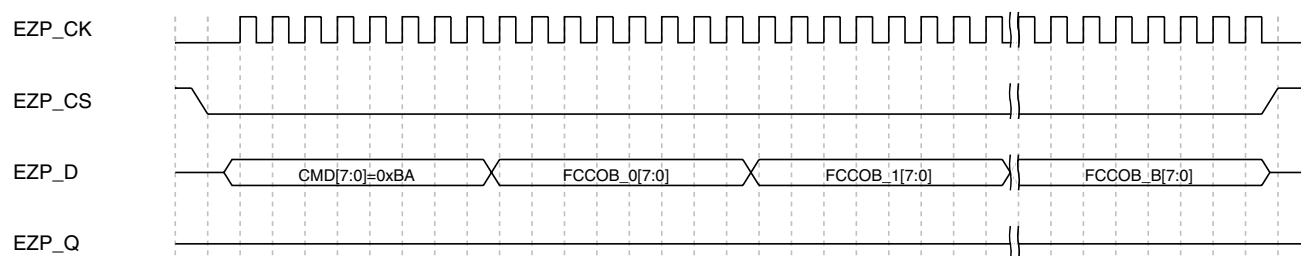 EZP_CK
EZP_CS
EZP_D
CMD[7:0]=0xBA
FCCOB_0[7:0]
FCCOB_1[7:0]
FCCOB_B[7:0]
EZP_Q